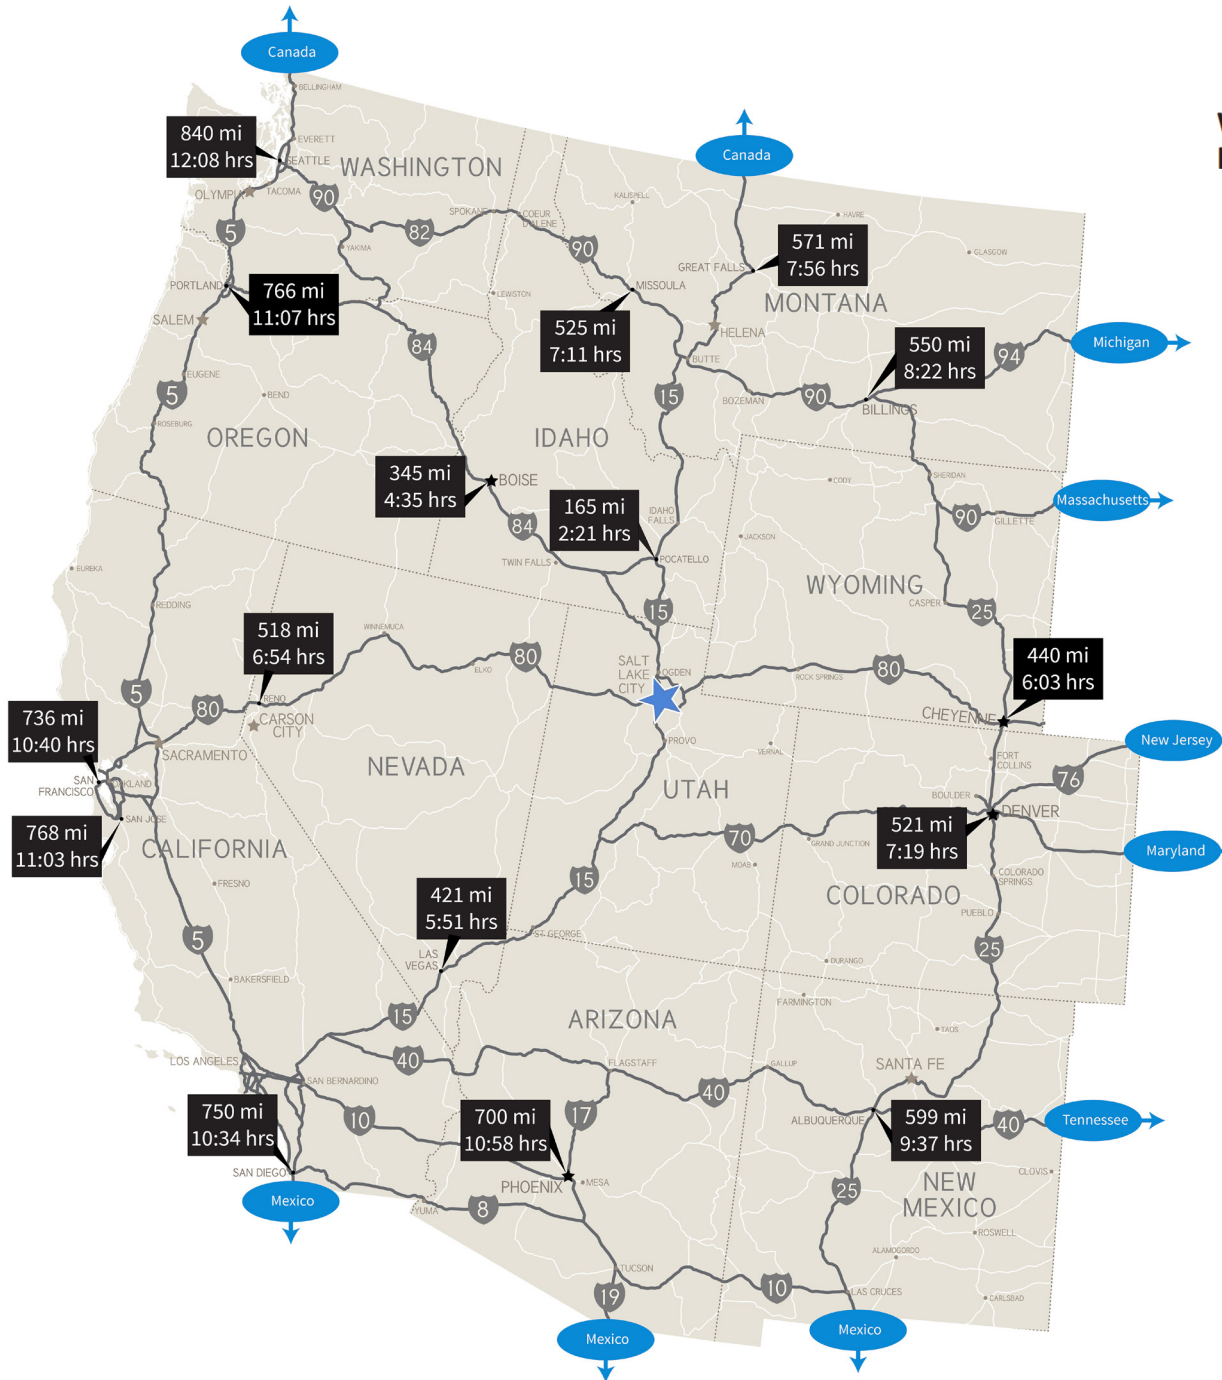 Canada
BELLINGHAM
840 mi
12:08 hrs
EVERETT
SEATTLE
WASHINGTON
Canada
OLYMPIA
TACOMA
90
KALISPELL
SPOKANE
COEUR
D'ALENE
HAVRE
5
82
90
YAKIMA
571 mi
7:56 hrs
GLASGOW
GREAT FALLS
PORTLAND
766 mi
11:07 hrs
LEWISTON
MISSOULA
MONTANA
SALEM
525 mi
7:11 hrs
HELENA
84
BUTTE
550 mi
8:22 hrs
94
Michigan
EUGENE
5
BEND
15
BOZEMAN
90
BILLINGS
ROSEBURG
OREGON
IDAHO
345 mi
4:35 hrs
BOISE
CODY
SHERIDAN
Massachusetts
165 mi
2:21 hrs
IDAHO
FALLS
84
90
GILLETTE
JACKSON
EUREKA
TWIN FALLS
POCATELLO
WYOMING
REDDING
CASPER
25
15
518 mi
6:54 hrs
WINNEMUCA
ELKO
80
SALT
LAKE
CITY
OGDEN
ROCK SPRINGS
80
440 mi
6:03 hrs
5
80
RENO
CARSON
CITY
CHEYENNE
736 mi
10:40 hrs
SACRAMENTO
PROVO
VERNAL
New Jersey
NEVADA
FORT
COLLINS
76
SAN
FRANCISCO
OAKLAND
UTAH
BOULDER
DENVER
768 mi
11:03 hrs
SAN JOSE
CALIFORNIA
70
GRAND JUNCTION
521 mi
7:19 hrs
Maryland
MOAB
FRESNO
15
COLORADO
COLORADO
SPRINGS
421 mi
5:51 hrs
PUEBLO
5
ST GEORGE
25
LAS
VEGAS
DURANGO
BAKERSFIELD
FARMINGTON
15
ARIZONA
TAOS
LOS ANGELES
40
FLAGSTAFF
GALLUP
SANTA FE
SAN BERNARDINO
40
750 mi
10:34 hrs
10
700 mi
10:58 hrs
17
ALBUQUERQUE
599 mi
9:37 hrs
40
Tennessee
SAN DIEGO
PHOENIX
MESA
CLOVIS
Mexico
25
NEW
MEXICO
YUMA
8
ROSWELL
ALAMOGORDO
TUCSON
10
LAS CRUCES
CARLSBAD
19
Mexico
Mexico